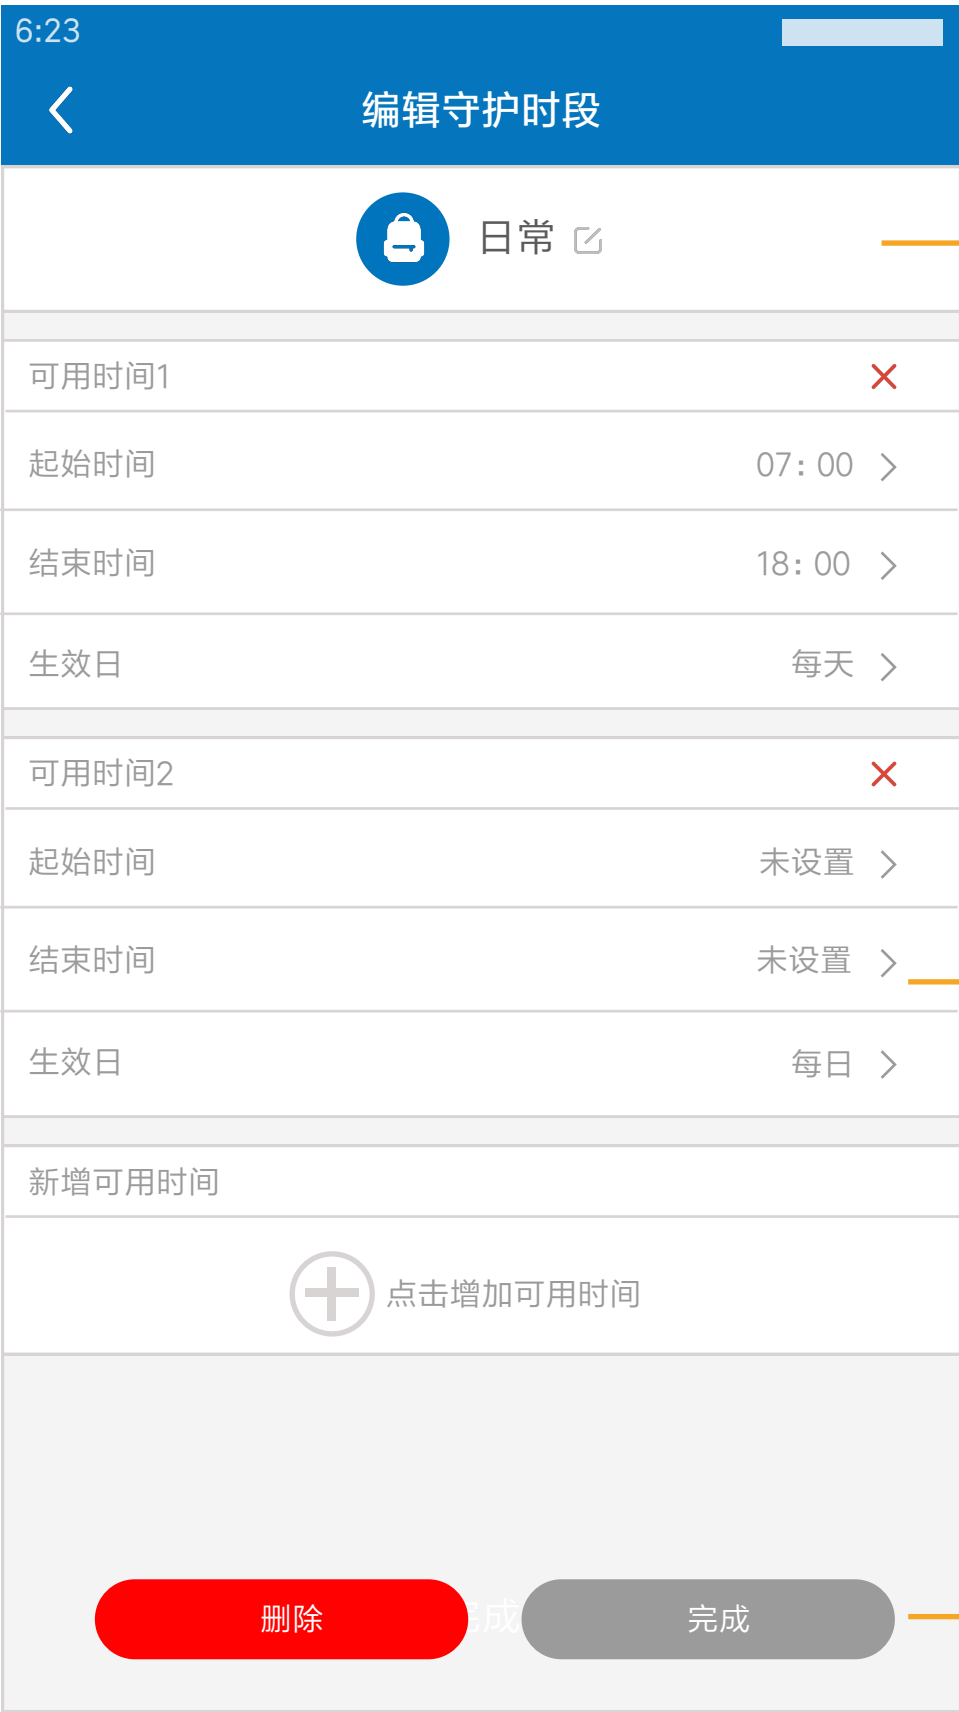 6:23
编辑守护时段
日常
可用时间1
起始时间 07: 00
结束时间 18: 00
生效日 每天
可用时间2
起始时间 未设置
结束时间 未设置
生效日 每日
新增可用时间
点击增加可用时间
删除 成 完成